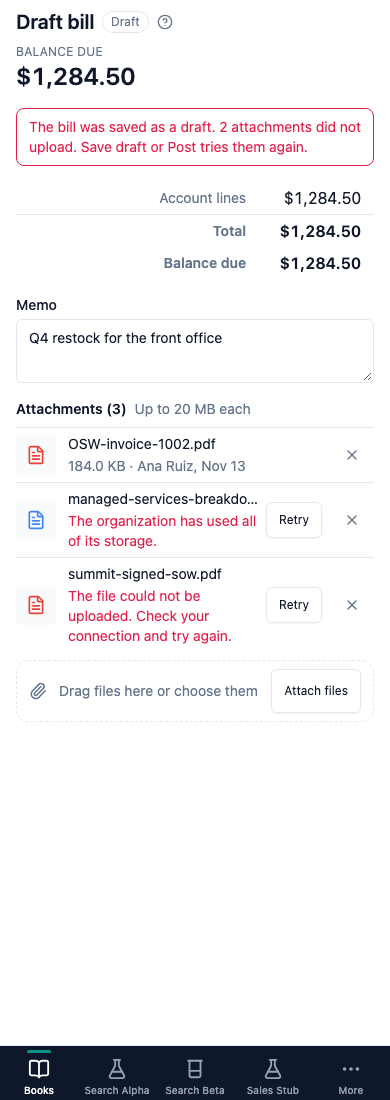 Draft bill
Draft
BALANCE DUE
$1,284.50
The bill was saved as a draft. 2 attachments did not
upload. Save draft or Post tries them again.
Account lines $1,284.50
Total $1,284.50
Balance due $1,284.50
Memo
Q4 restock for the front office
Attachments (3) Up to 20 MB each
OSW-invoice-1002.pdf
184.0 KB · Ana Ruiz, Nov 13
managed-services-breakdo...
The organization has used all
of its storage.
Retry
summit-signed-sow.pdf
The file could not be
uploaded. Check your
connection and try again.
Retry
Drag files here or choose them
Attach files
Books
Search Alpha
Search Beta
Sales Stub
More